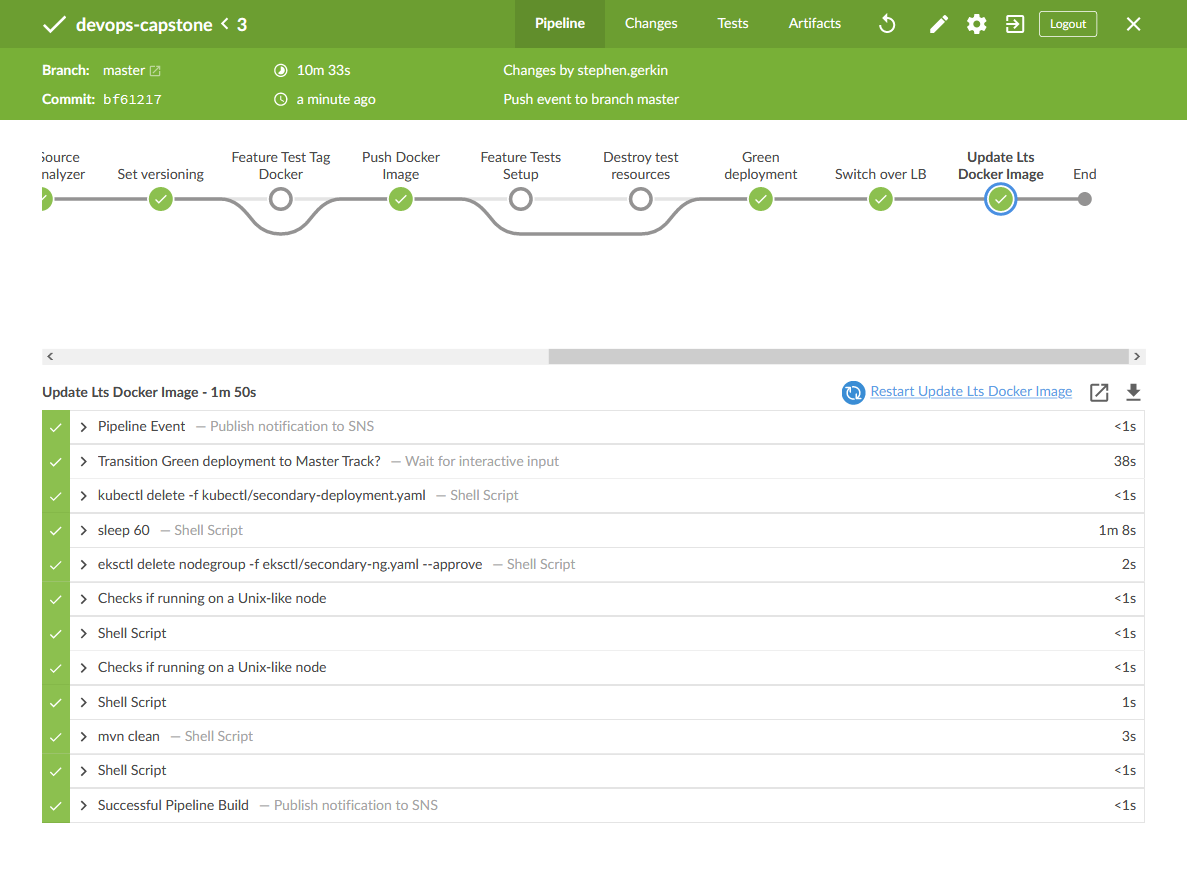 devops-capstone < 3
Pipeline
Changes
Tests
Artifacts
Logout
Branch: master
10m 33s
Changes by stephen.gerkin
Commit: bf61217
a minute ago
Push event to branch master
Source
nalyzer
Set versioning
Feature Test Tag
Docker
Push Docker
Image
Feature Tests
Setup
Destroy test
resources
Green
deployment
Switch over LB
Update Lts
Docker Image
End
Update Lts Docker Image - 1m 50s
Restart Update Lts Docker Image
Pipeline Event — Publish notification to SNS <1s
Transition Green deployment to Master Track? — Wait for interactive input 38s
kubectl delete -f kubectl/secondary-deployment.yaml — Shell Script <1s
sleep 60 — Shell Script 1m 8s
eksctl delete nodegroup -f eksctl/secondary-ng.yaml --approve — Shell Script 2s
Checks if running on a Unix-like node <1s
Shell Script <1s
Checks if running on a Unix-like node <1s
Shell Script 1s
mvn clean — Shell Script 3s
Shell Script <1s
Successful Pipeline Build — Publish notification to SNS <1s